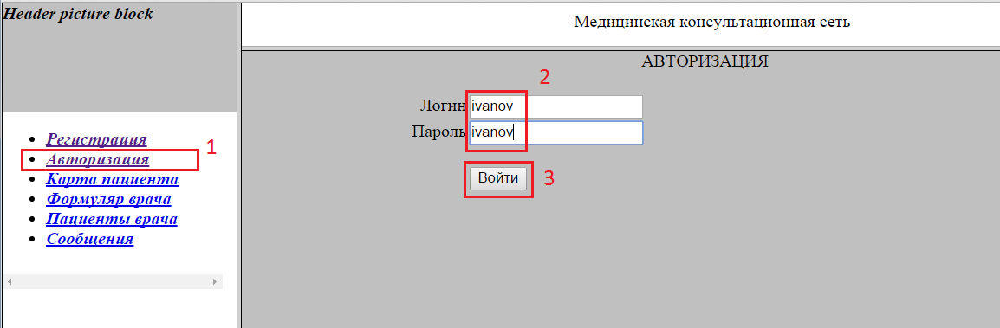 Header picture block
Медицинская консультационная сеть
Регистрация
Авторизация
1
Карта пациента
Формуляр врача
Пациенты врача
Сообщения
АВТОРИЗАЦИЯ
2
Логин ivanov
Пароль ivanov
Войти
3